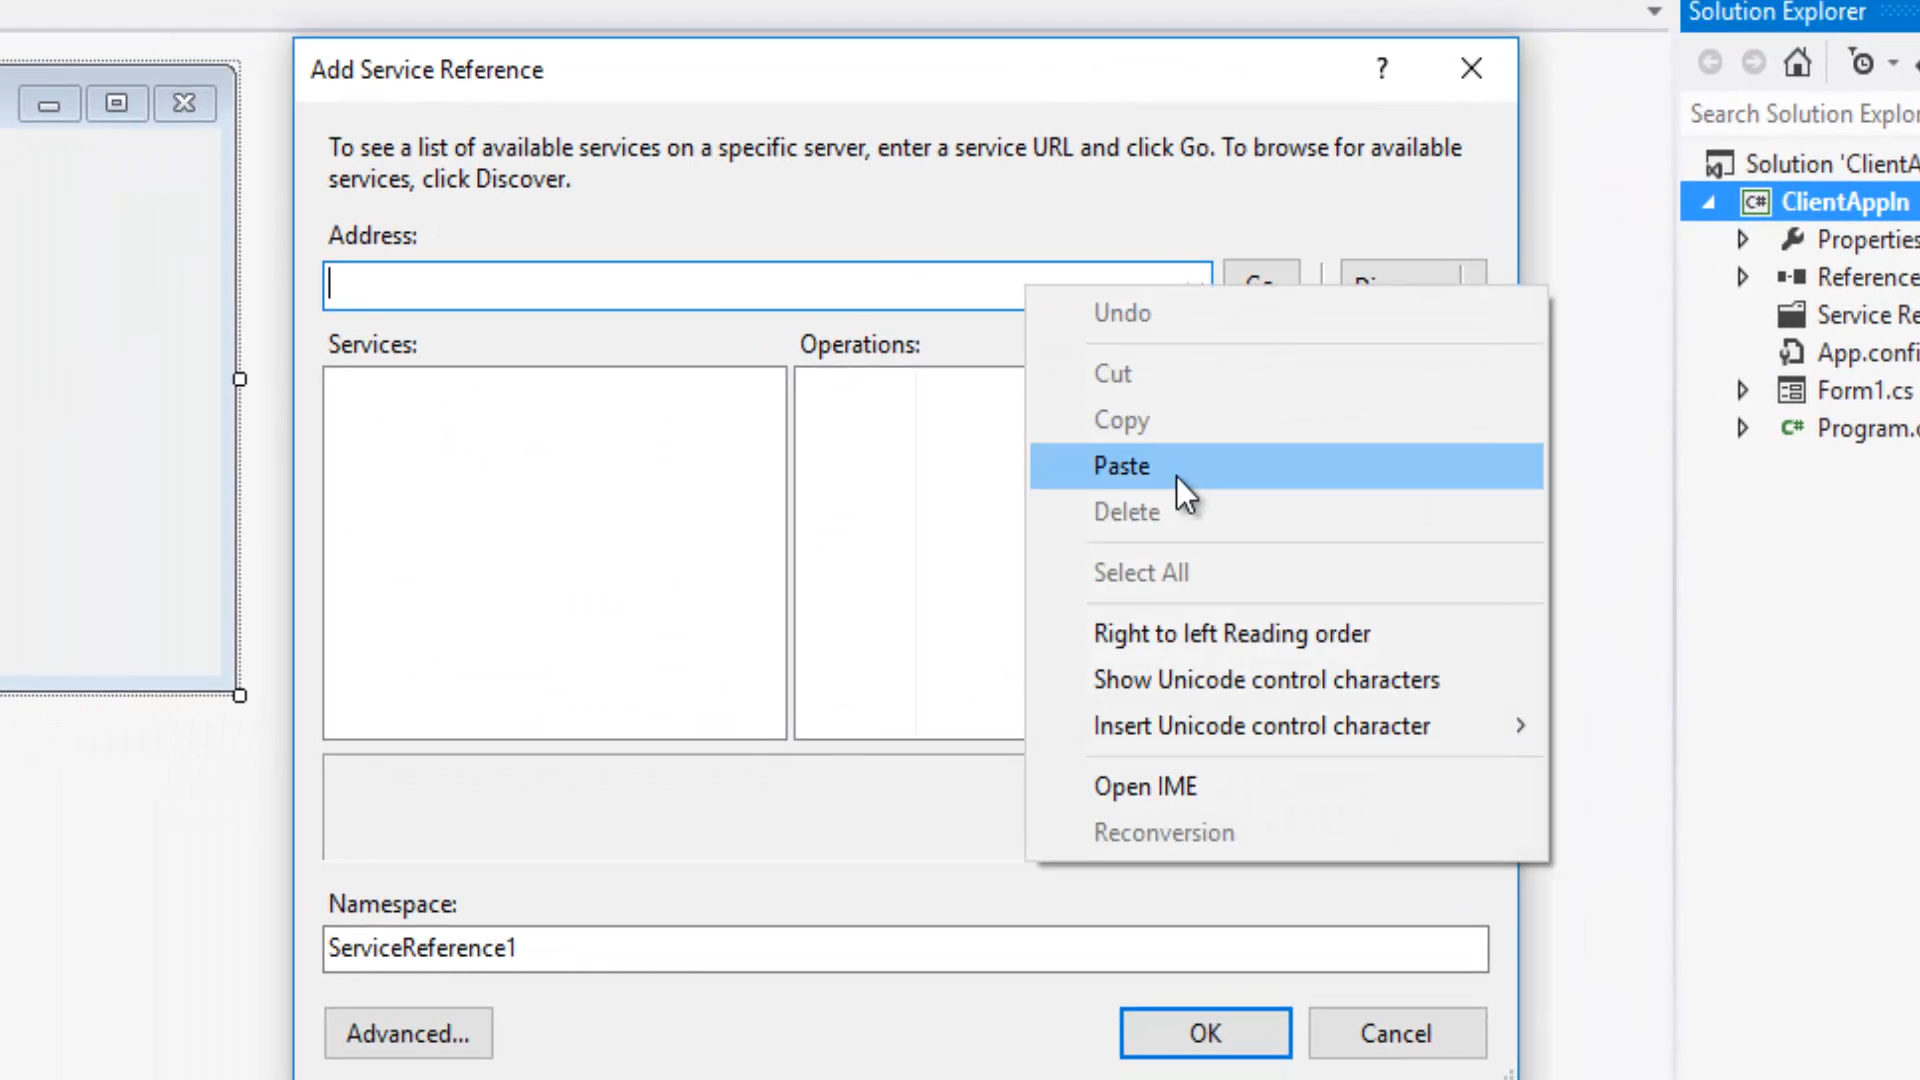 Solution Explorer
Add Service Reference
?
Search Solution Explor
To see a list of available services on a specific server, enter a service URL and click Go. To browse for available
services, click Discover.
Solution 'ClientA
C# ClientAppIn
Address:
Properties
Reference
Service Re
App.confi
Form1.cs
C# Program.c
Services:
Operations:
Undo
Cut
Copy
Paste
Delete
Select All
Right to left Reading order
Show Unicode control characters
Insert Unicode control character
Open IME
Reconversion
Namespace:
ServiceReference1
Advanced...
OK
Cancel